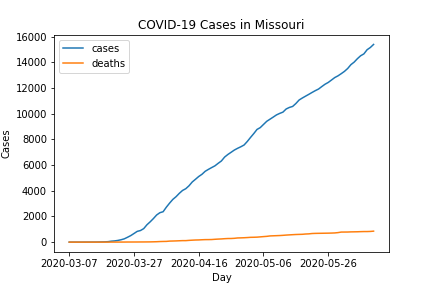 COVID-19 Cases in Missouri
cases
deaths
16000
14000
12000
10000
8000
6000
4000
2000
0
Cases
2020-03-07 2020-03-27 2020-04-16 2020-05-06 2020-05-26
Day